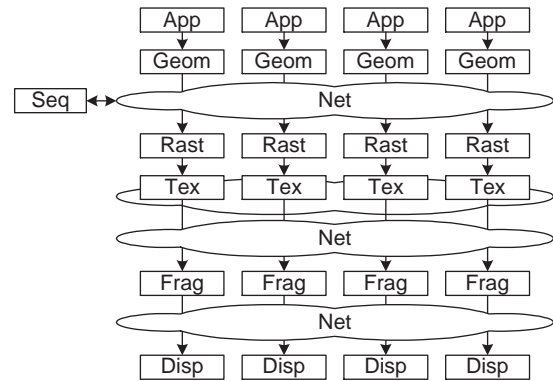 App App App App
Geom Geom Geom Geom
Seq Net
Rast Rast Rast Rast
Tex Tex Tex Tex
Net
Frag Frag Frag Frag
Net
Disp Disp Disp Disp